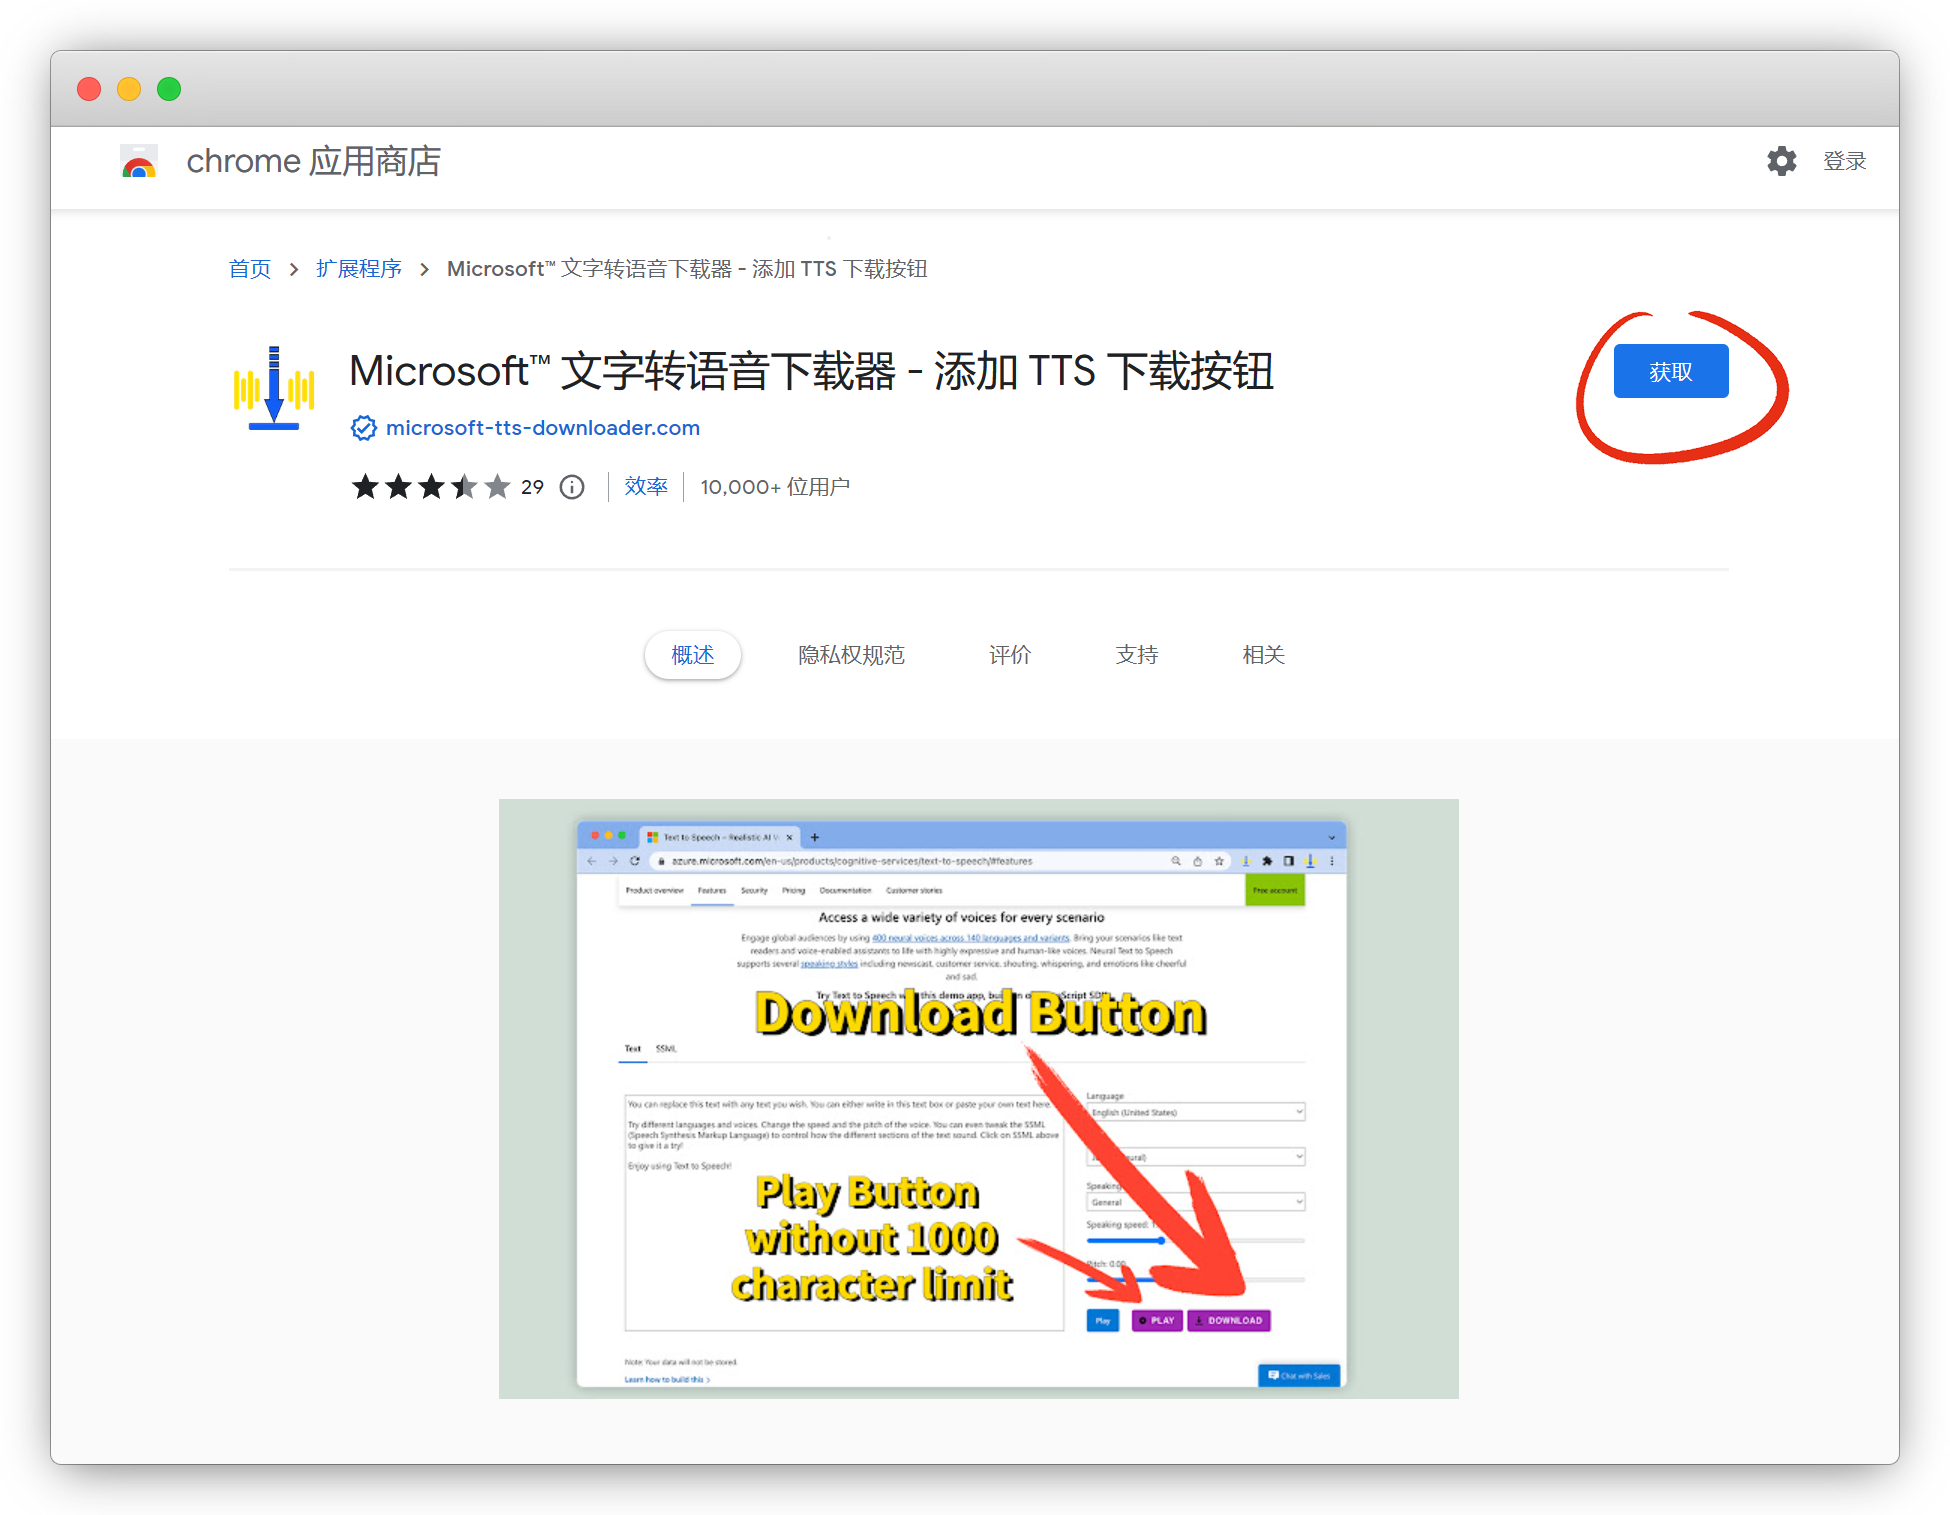 chrome 应用商店
登录
首页 > 扩展程序 > Microsoft™ 文字转语音下载器 - 添加 TTS 下载按钮
Microsoft™ 文字转语音下载器 - 添加 TTS 下载按钮
获取
microsoft-tts-downloader.com
29
效率
10,000+ 位用户
概述
隐私权规范
评价
支持
相关
Text to Speech – Realistic AI V
azure.microsoft.com/en-us/products/cognitive-services/text-to-speech/#features
Product overview Features Security Pricing Documentation Customer stories
Free account
Access a wide variety of voices for every scenario
Engage global audiences by using 400 neural voices across 140 languages and variants. Bring your scenarios like text
readers and voice-enabled assistants to life with highly expressive and human-like voices. Neural Text to Speech
supports several speaking styles including newscast, customer service, shouting, whispering, and emotions like cheerful
and sad.
Try Text to Speech this demo app, Script SDK
Download Button
Text SSML
You can replace this text with any text you wish. You can either write in this text box or paste your own text here.
Try different languages and voices. Change the speed and the pitch of the voice. You can even tweak the SSML
(Speech Synthesis Markup Language) to control how the different sections of the text sound. Click on SSML above
to give it a try!
Enjoy using Text to Speech!
Play Button
without 1000
character limit
Language
English (United States)
Speaking
General
Speaking speed:
Pitch: 0.00
Play
PLAY
DOWNLOAD
Note: Your data will not be stored.
Learn how to build this >
Chat with Sales